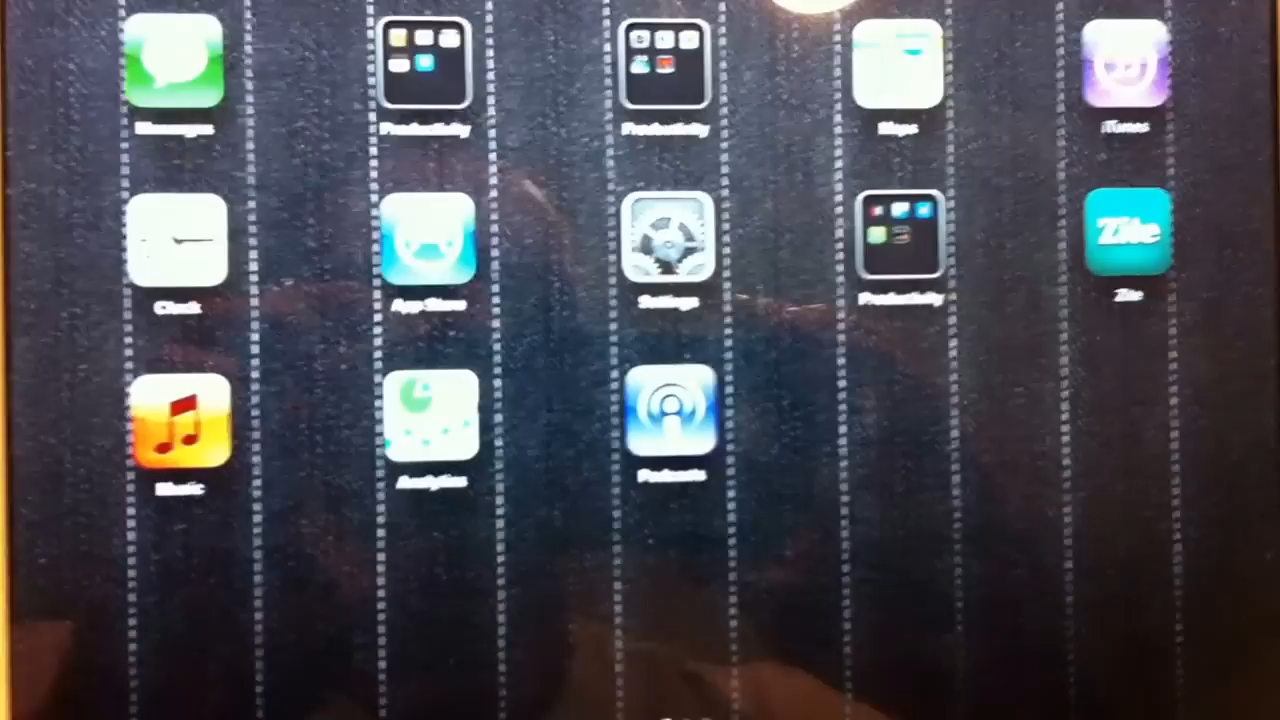 Messages
Productivity
Productivity
Maps
iTunes
Clock
App Store
Settings
Productivity
Zite
Zite
Music
Analytics
Podcasts